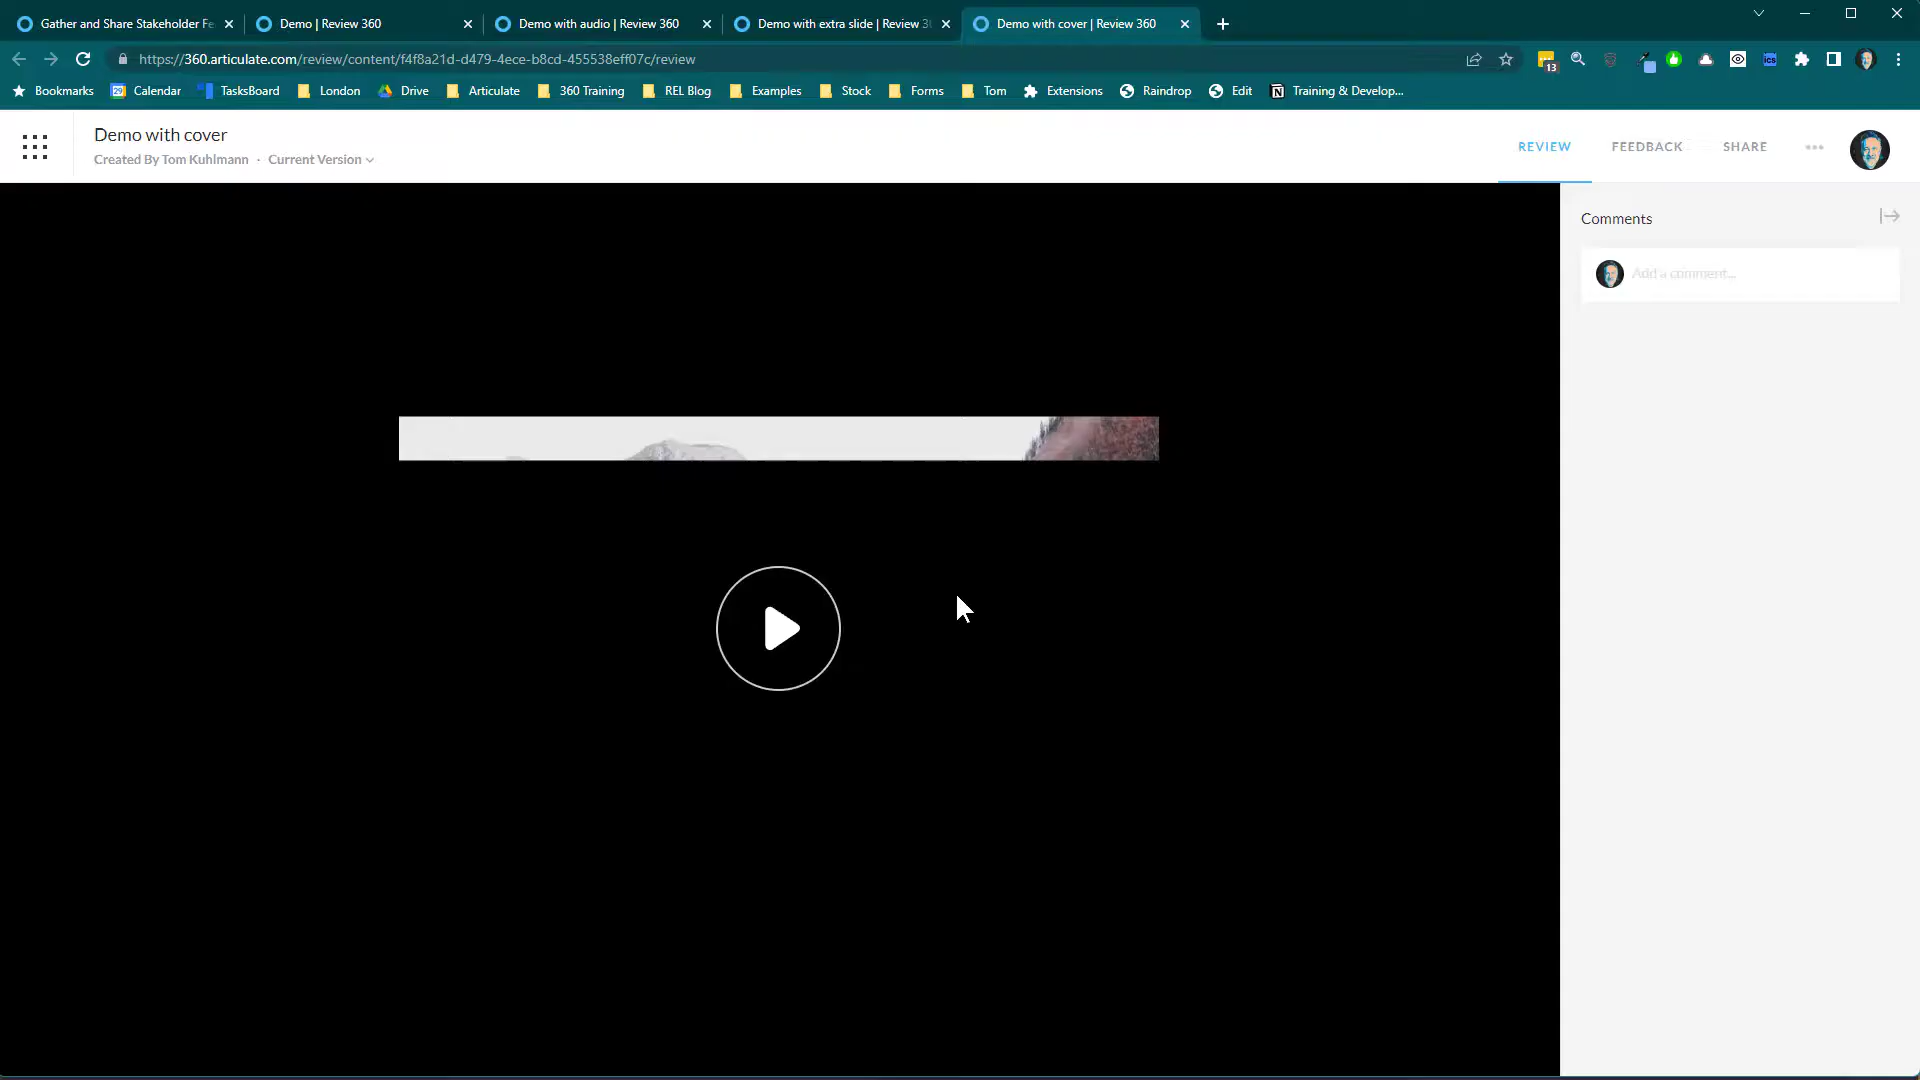 Gather and Share Stakeholder Fe
Demo | Review 360
Demo with audio | Review 360
Demo with extra slide | Review 3
Demo with cover | Review 360
https://360.articulate.com/review/content/f4f8a21d-d479-4ece-b8cd-455538eff07c/review
13
ics
Bookmarks
29
Calendar
TasksBoard
London
Drive
Articulate
360 Training
REL Blog
Examples
Stock
Forms
Tom
Extensions
Raindrop
Edit
Training & Develop...
Demo with cover
Created By Tom Kuhlmann · Current Version
REVIEW
FEEDBACK
SHARE
Comments
Add a comment...